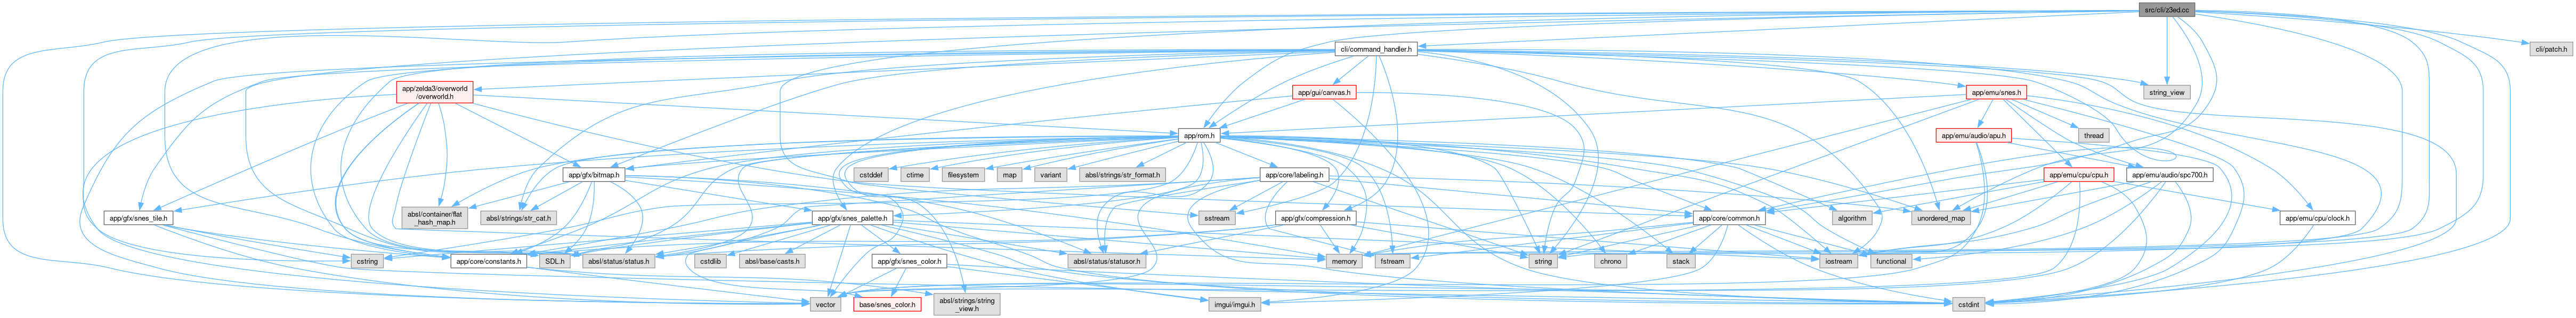 src/cli/z3ed.cc
cli/command_handler.h
cli/patch.h
app/zelda3/overworld
/overworld.h
app/gui/canvas.h
app/emu/snes.h
string_view
app/rom.h
app/emu/audio/apu.h
thread
app/gfx/bitmap.h
cstddef
ctime
filesystem
map
variant
absl/strings/str_format.h
app/core/labeling.h
app/emu/cpu/cpu.h
app/emu/audio/spc700.h
app/gfx/snes_tile.h
absl/container/flat
_hash_map.h
absl/strings/str_cat.h
app/gfx/snes_palette.h
sstream
app/gfx/compression.h
app/core/common.h
algorithm
unordered_map
app/emu/cpu/clock.h
cstring
app/core/constants.h
SDL.h
absl/status/status.h
cstdlib
absl/base/casts.h
app/gfx/snes_color.h
absl/status/statusor.h
memory
fstream
string
chrono
stack
iostream
functional
vector
base/snes_color.h
absl/strings/string
_view.h
imgui/imgui.h
cstdint